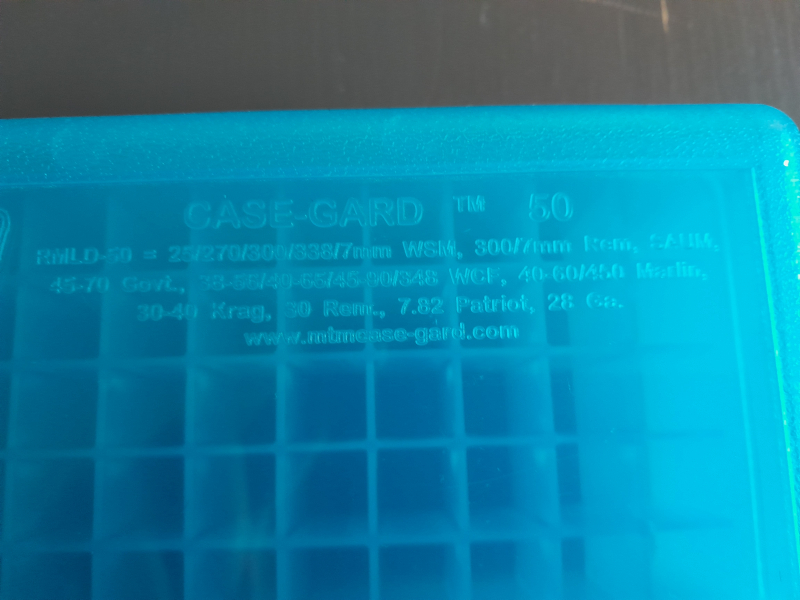 CASE-GARD ™ 50
RMLD-50 = 25/270/300/338/7mm WSM, 300/7mm Rem, SAUM,
45-70 Govt., 38-56/40-65/45-90/348 WCF, 40-60/450 Marlin,
30-40 Krag, 30 Rem., 7.82 Patriot, 28 Ga.
www.mtmcase-gard.com